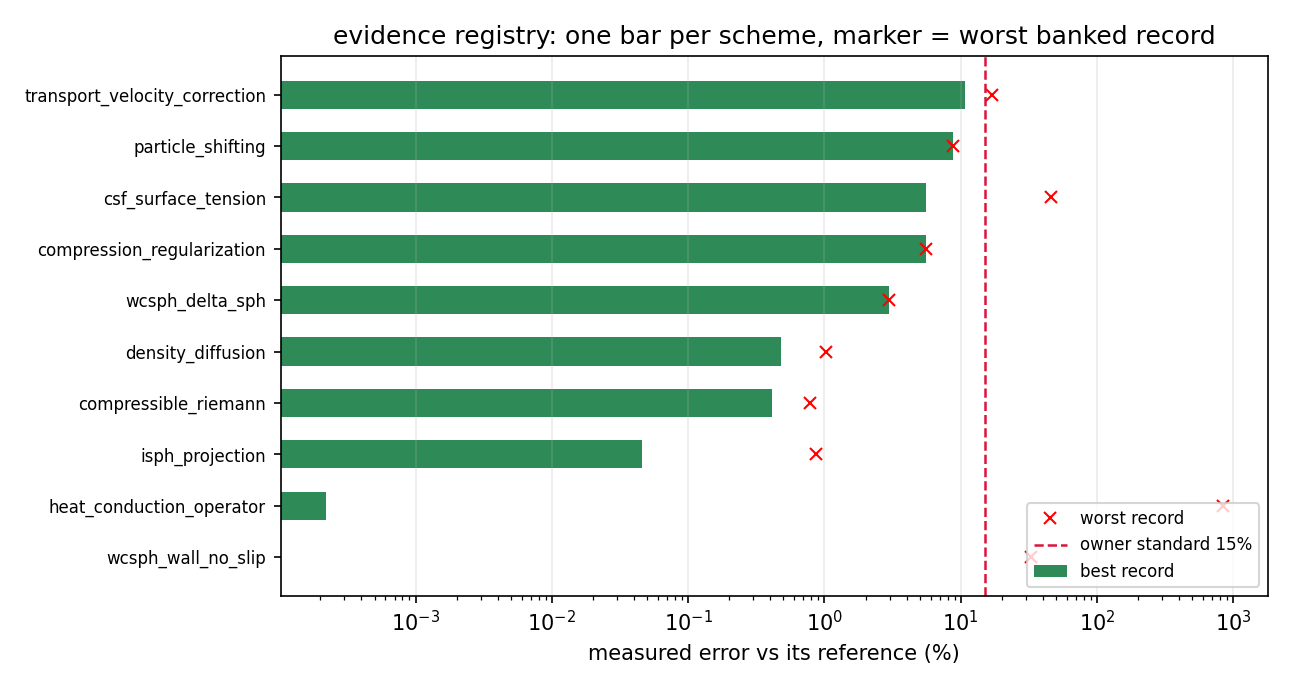 evidence registry: one bar per scheme, marker = worst banked record
transport_velocity_correction
particle_shifting
csf_surface_tension
compression_regularization
wcsph_delta_sph
density_diffusion
compressible_riemann
isph_projection
heat_conduction_operator
wcsph_wall_no_slip
worst record
owner standard 15%
best record
10⁻³ 10⁻² 10⁻¹ 10⁰ 10¹ 10² 10³
measured error vs its reference (%)